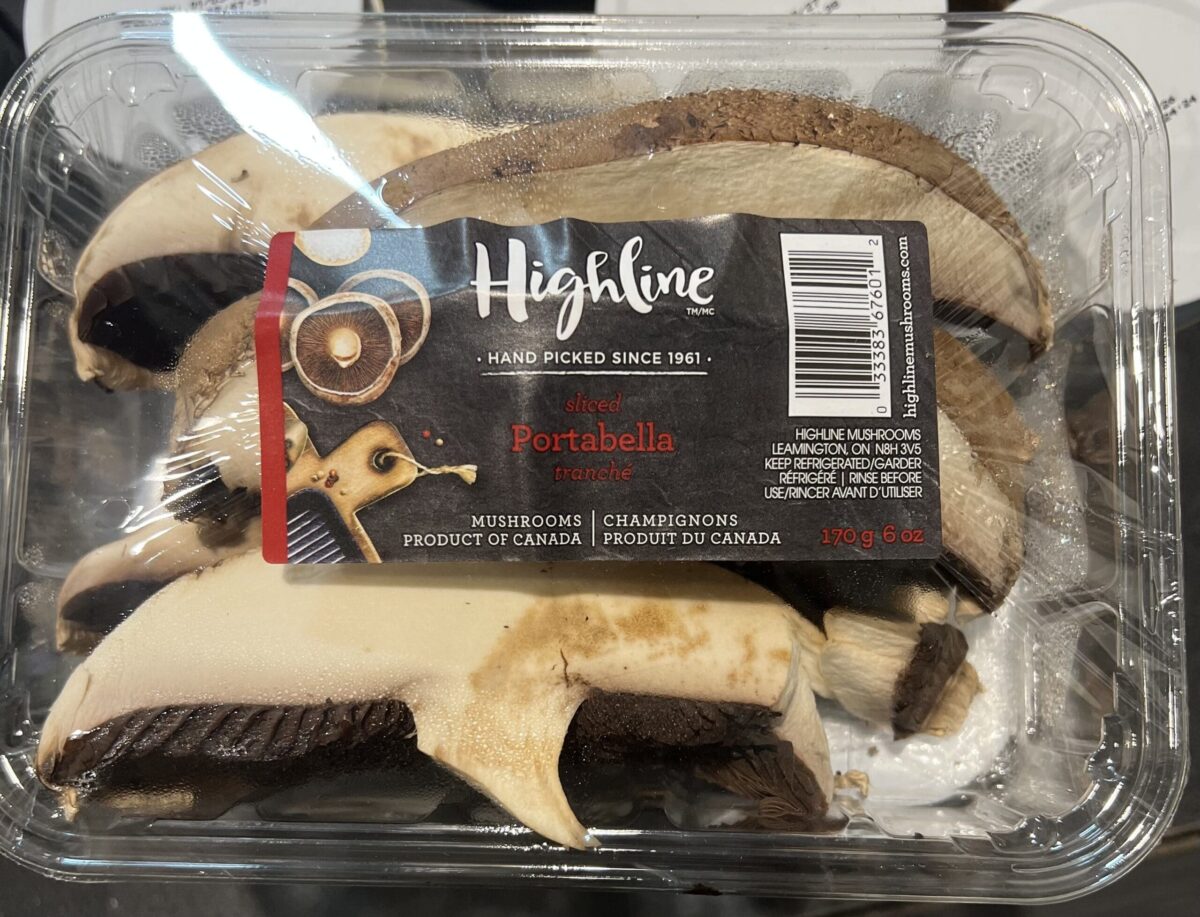 Highline
TM/MC
· HAND PICKED SINCE 1961 ·
sliced
Portabella
tranché
MUSHROOMS
PRODUCT OF CANADA
CHAMPIGNONS
PRODUIT DU CANADA
0 33383 67601 2
highlinemushrooms.com
HIGHLINE MUSHROOMS
LEAMINGTON, ON N8H 3V5
KEEP REFRIGERATED/GARDER
RÉFRIGÉRÉ | RINSE BEFORE
USE/RINCER AVANT D'UTILISER
170 g 6 oz